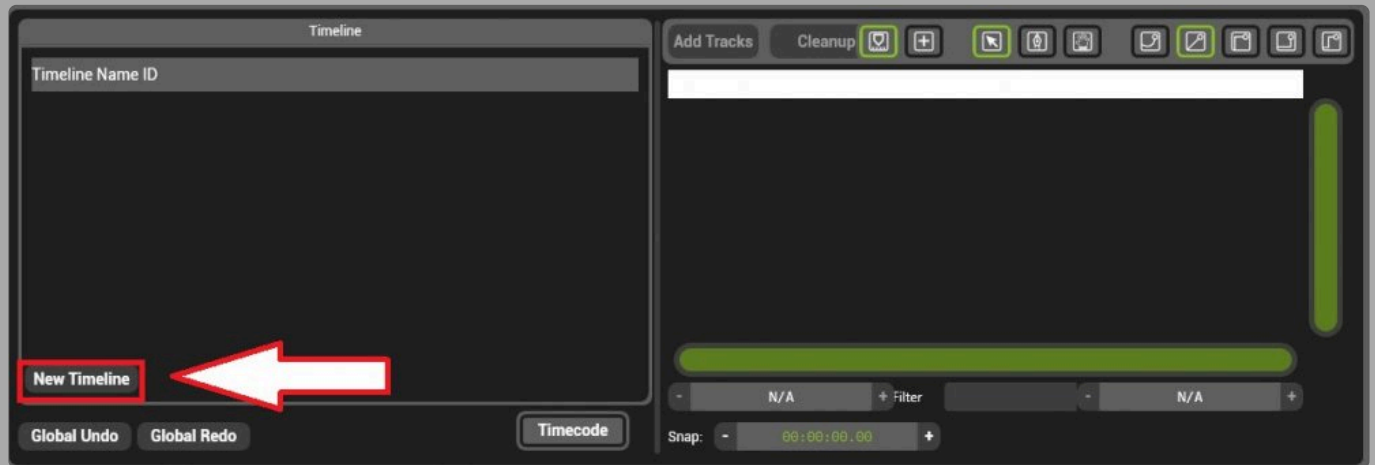 Timeline
Timeline Name ID
New Timeline
Global Undo Global Redo Timecode
Add Tracks Cleanup
- N/A + Filter - N/A +
Snap: - 00:00:00.00 +